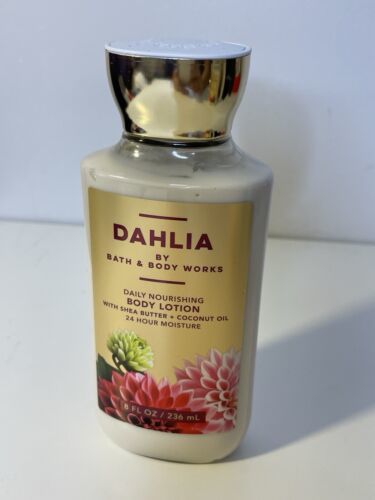 DAHLIA
BY
BATH & BODY WORKS
DAILY NOURISHING
BODY LOTION
WITH SHEA BUTTER + COCONUT OIL
24 HOUR MOISTURE
8 FL OZ / 236 mL